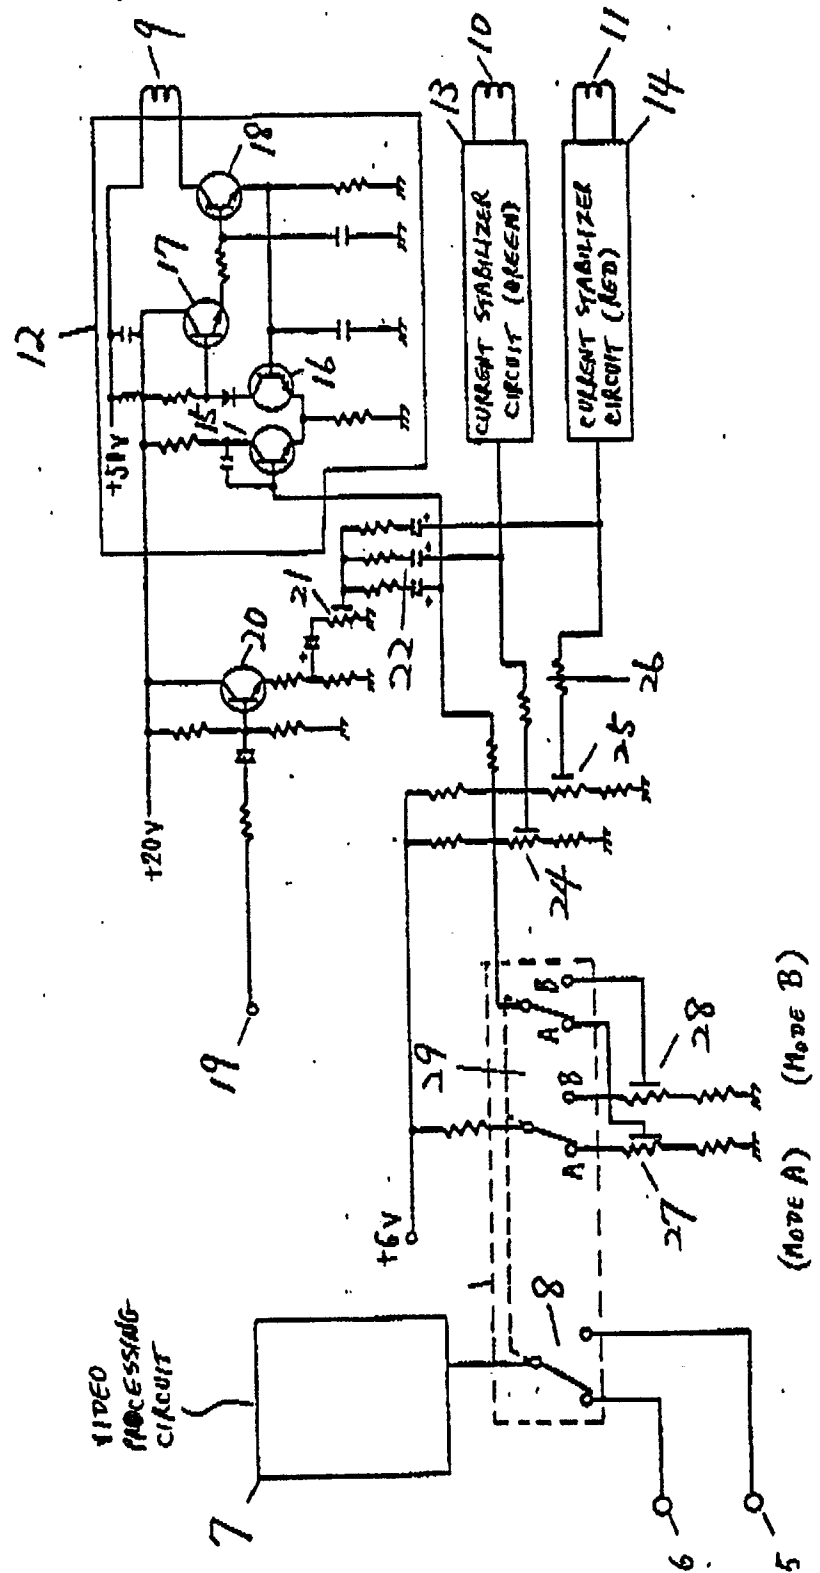 9
12
17
18
+51V
15
16
13
10
CURRENT STABILIZER
CIRCUIT (GREEN)
14
11
CURRENT STABILIZER
CIRCUIT (RED)
20
21
22
+20V
19
26
25
24
29
+6V
B
A
B
A
28
27
(MODE B)
(MODE A)
VIDEO
PROCESSING
CIRCUIT
7
8
6
5